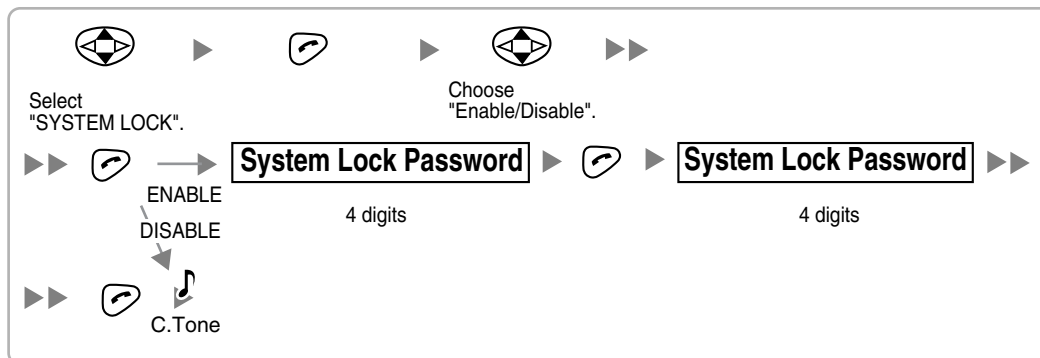 Select
"SYSTEM LOCK".
Choose
"Enable/Disable".
System Lock Password
System Lock Password
ENABLE
4 digits
4 digits
DISABLE
C.Tone